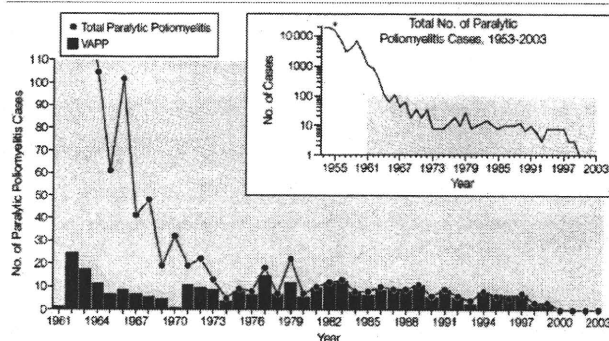 Total Paralytic Poliomyelitis
VAPP
No. of Paralytic Poliomyelitis Cases
110
100
90
80
70
60
50
40
30
20
10
0
1961 1964 1967 1970 1973 1976 1979 1982 1985 1988 1991 1994 1997 2000 2003
Year
Total No. of Paralytic
Poliomyelitis Cases, 1953-2003
No. of Cases
10 000
1000
100
10
1
1955 1961 1967 1973 1979 1985 1991 1997 2003
Year